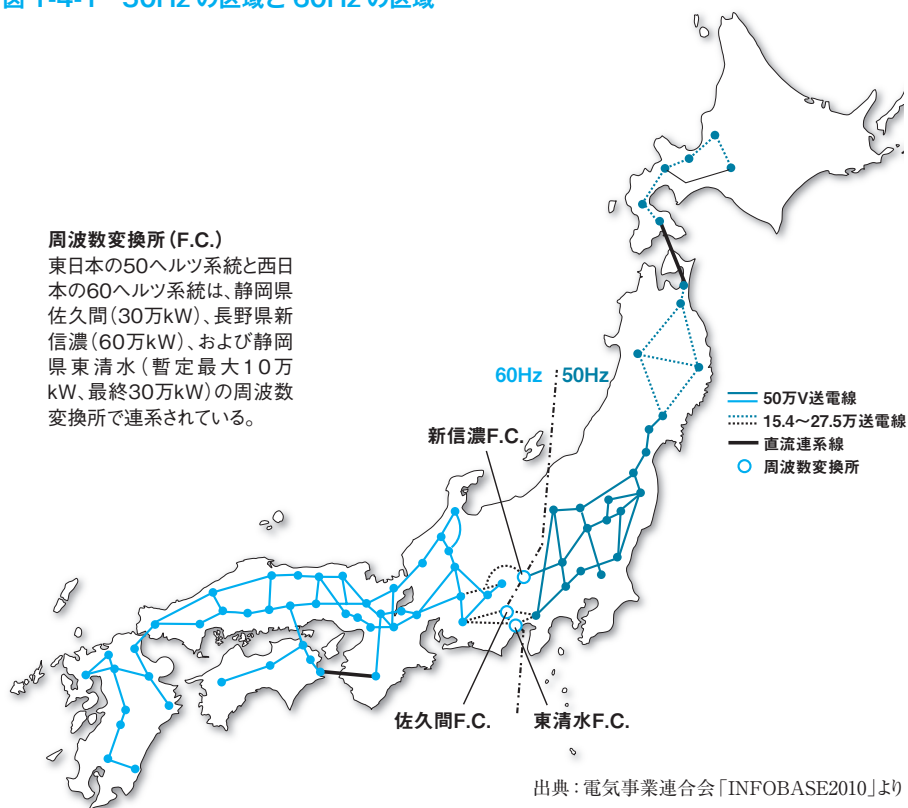 図 1-4-1 50Hz の区域と 60Hz の区域
周波数変換所（F.C.）
東日本の50ヘルツ系統と西日
本の60ヘルツ系統は、静岡県
佐久間（30万kW）、長野県新
信濃（60万kW）、および静岡
県東清水（暫定最大10万
kW、最終30万kW）の周波数
変換所で連系されている。
60Hz 50Hz
新信濃F.C.
50万V送電線
15.4〜27.5万送電線
直流連系線
周波数変換所
佐久間F.C.
東清水F.C.
出典：電気事業連合会「INFOBASE2010」より